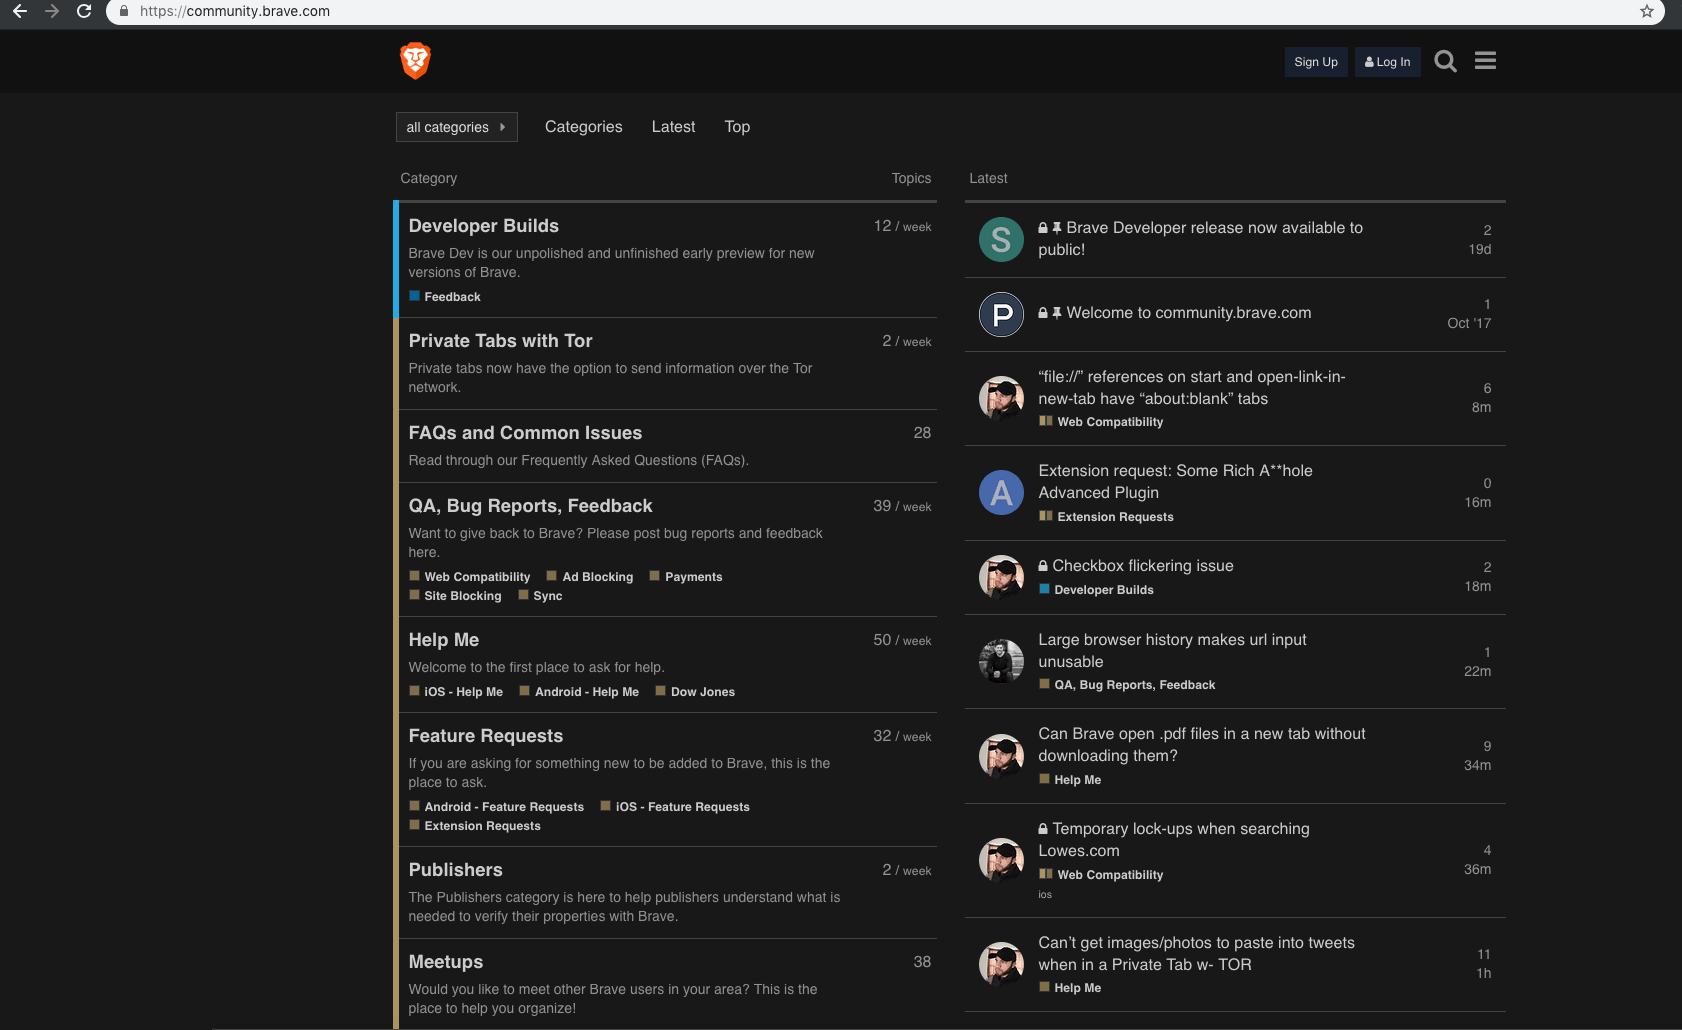 https://community.brave.com
Sign Up
Log In
all categories
Categories
Latest
Top
Category
Topics
Developer Builds
12 / week
Brave Dev is our unpolished and unfinished early preview for new
versions of Brave.
Feedback
Private Tabs with Tor
2 / week
Private tabs now have the option to send information over the Tor
network.
FAQs and Common Issues
28
Read through our Frequently Asked Questions (FAQs).
QA, Bug Reports, Feedback
39 / week
Want to give back to Brave? Please post bug reports and feedback
here.
Web Compatibility Ad Blocking Payments
Site Blocking Sync
Help Me
50 / week
Welcome to the first place to ask for help.
iOS - Help Me Android - Help Me Dow Jones
Feature Requests
32 / week
If you are asking for something new to be added to Brave, this is the
place to ask.
Android - Feature Requests iOS - Feature Requests
Extension Requests
Publishers
2 / week
The Publishers category is here to help publishers understand what is
needed to verify their properties with Brave.
Meetups
38
Would you like to meet other Brave users in your area? This is the
place to help you organize!
Latest
S
Brave Developer release now available to
public!
2
19d
P
Welcome to community.brave.com
1
Oct '17
“file://” references on start and open-link-in-
new-tab have “about:blank” tabs
Web Compatibility
6
8m
A
Extension request: Some Rich A**hole
Advanced Plugin
Extension Requests
0
16m
Checkbox flickering issue
Developer Builds
2
18m
Large browser history makes url input
unusable
QA, Bug Reports, Feedback
1
22m
Can Brave open .pdf files in a new tab without
downloading them?
Help Me
9
34m
Temporary lock-ups when searching
Lowes.com
Web Compatibility
ios
4
36m
Can’t get images/photos to paste into tweets
when in a Private Tab w- TOR
Help Me
11
1h